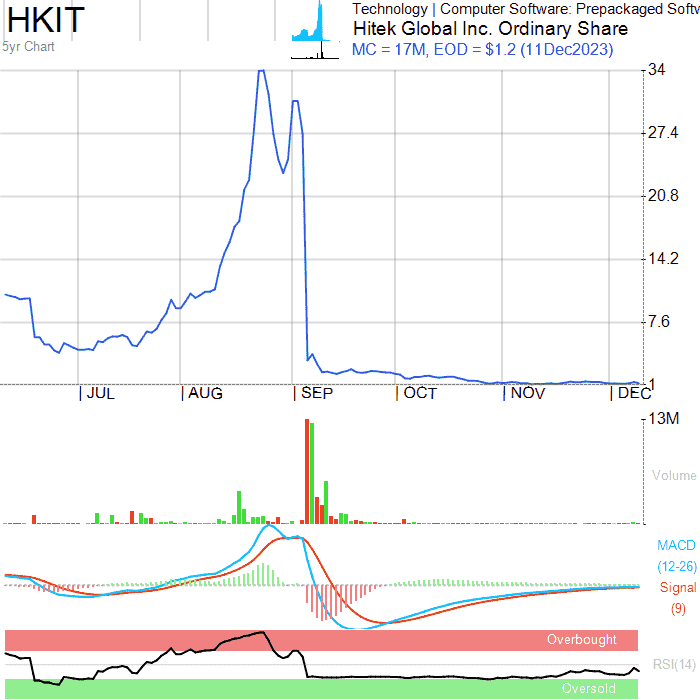 HKIT
Technology | Computer Software: Prepackaged Softw
Hitek Global Inc. Ordinary Share
5yr Chart
MC = 17M, EOD = $1.2 (11Dec2023)
34
27.4
20.8
14.2
7.6
1
| JUL | AUG | SEP | OCT | NOV | DEC
13M
Volume
MACD
(12-26)
Signal
(9)
Overbought
RSI(14)
Oversold